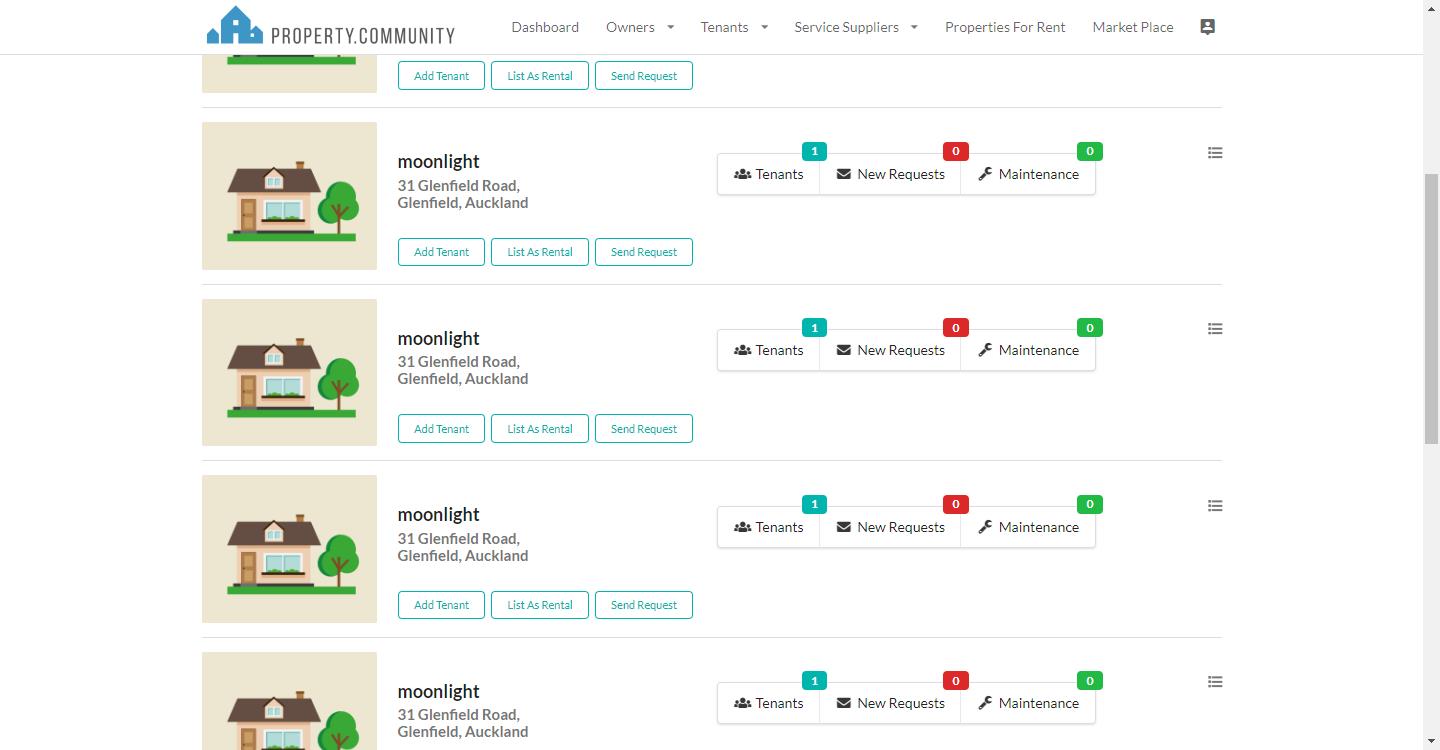 PROPERTY.COMMUNITY
Dashboard Owners Tenants Service Suppliers Properties For Rent Market Place
Add Tenant List As Rental Send Request
moonlight
31 Glenfield Road,
Glenfield, Auckland
1 0 0
Tenants New Requests Maintenance
Add Tenant List As Rental Send Request
moonlight
31 Glenfield Road,
Glenfield, Auckland
1 0 0
Tenants New Requests Maintenance
Add Tenant List As Rental Send Request
moonlight
31 Glenfield Road,
Glenfield, Auckland
1 0 0
Tenants New Requests Maintenance
Add Tenant List As Rental Send Request
moonlight
31 Glenfield Road,
Glenfield, Auckland
1 0 0
Tenants New Requests Maintenance